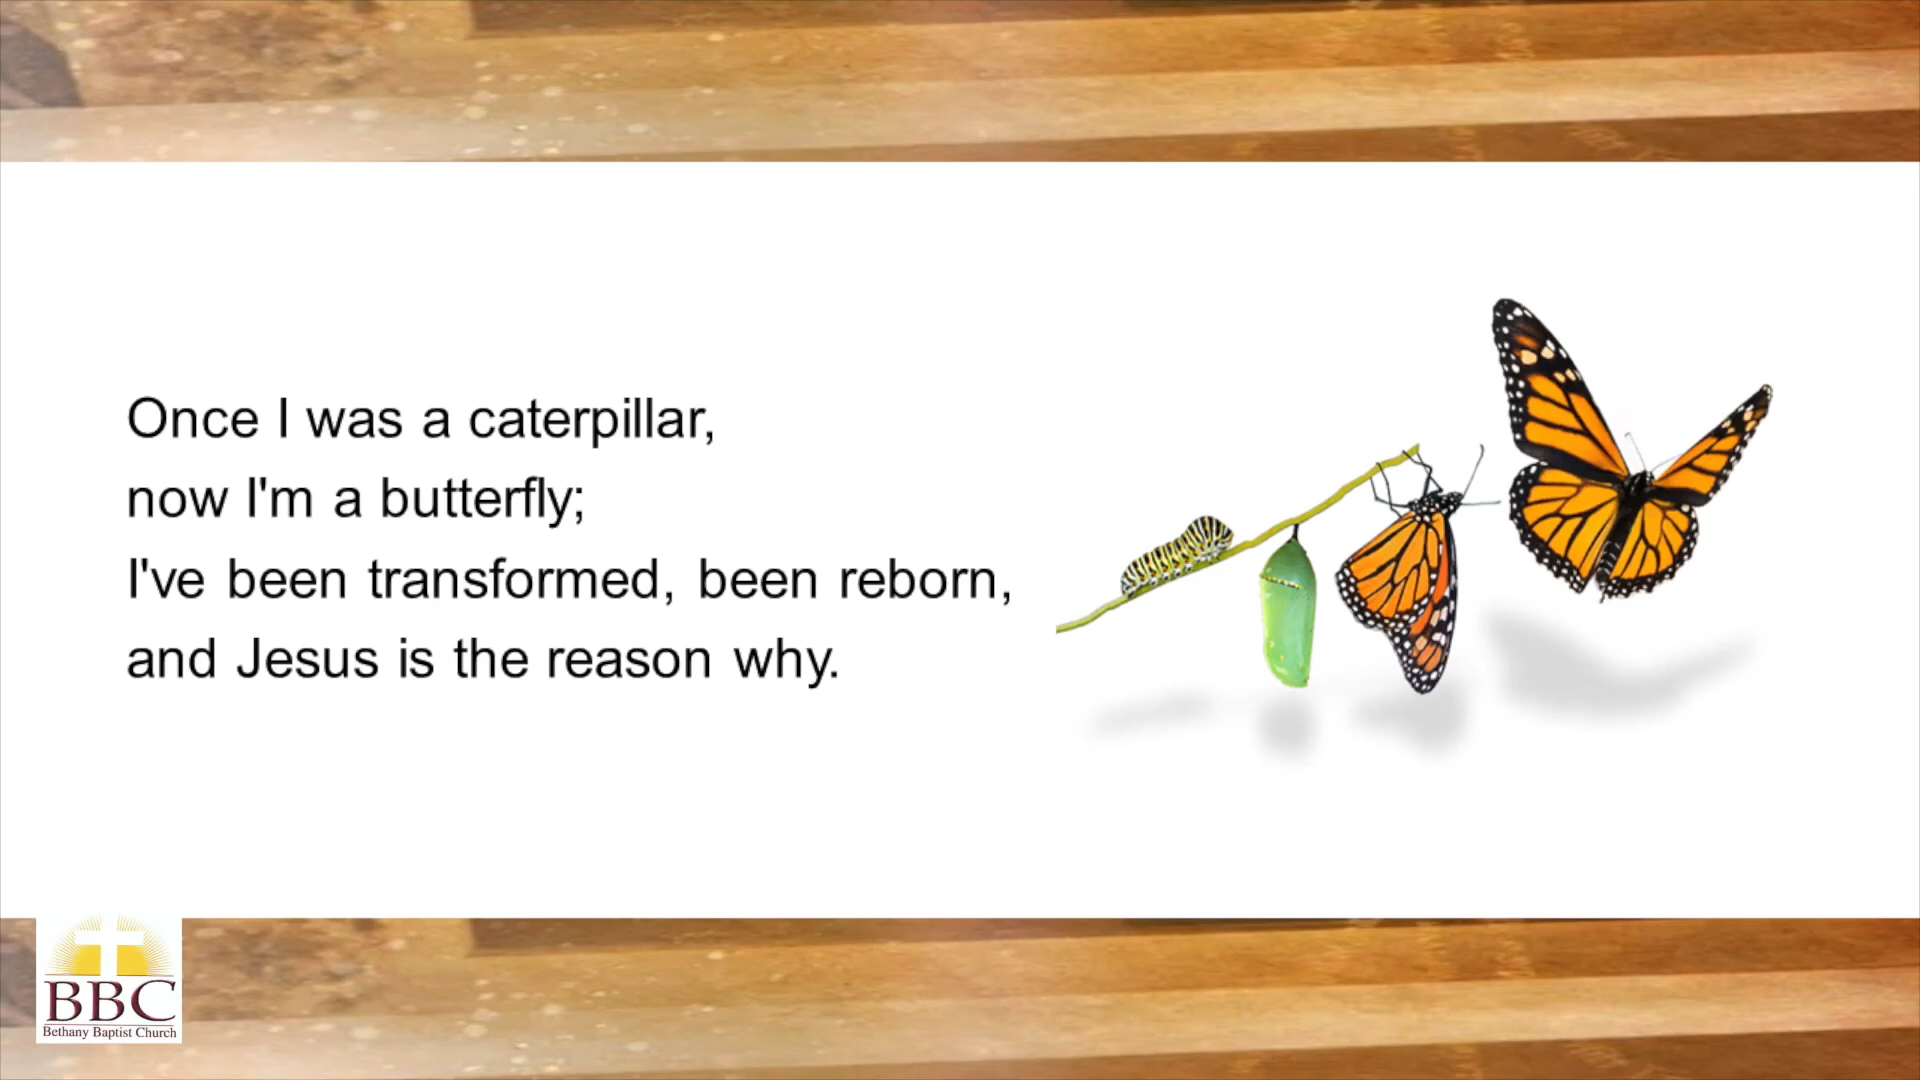 Once I was a caterpillar,
now I'm a butterfly;
I've been transformed, been reborn,
and Jesus is the reason why.
BBC
Bethany Baptist Church